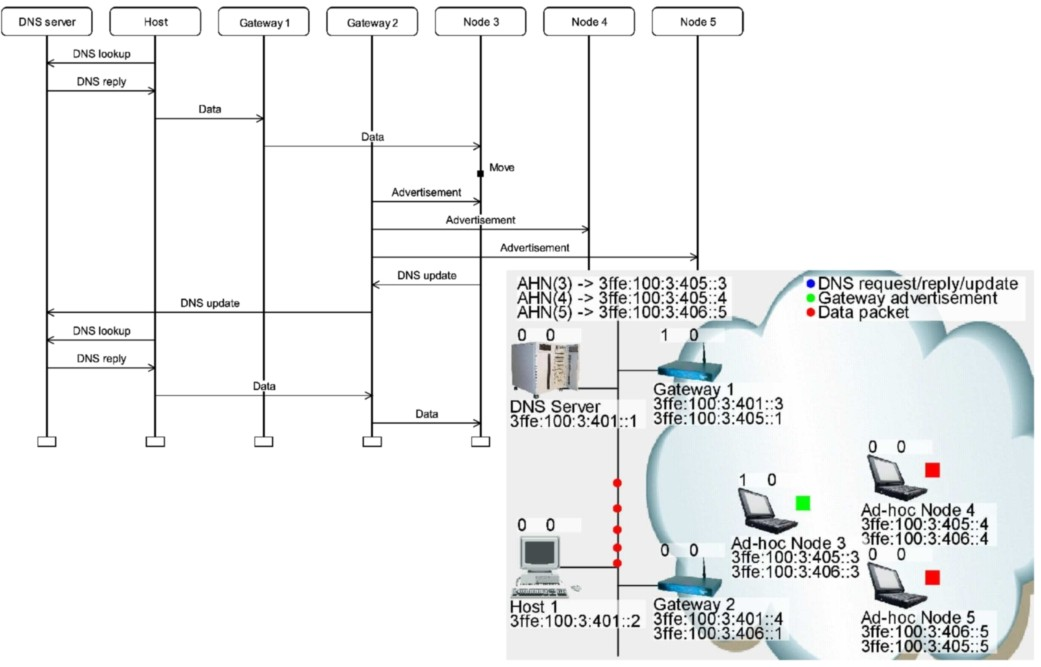 DNS server
Host
Gateway 1
Gateway 2
Node 3
Node 4
Node 5
DNS lookup
DNS reply
Data
Data
Move
Advertisement
Advertisement
Advertisement
DNS update
DNS update
DNS lookup
DNS reply
Data
Data
AHN(3) -> 3ffe:100:3:405::3
AHN(4) -> 3ffe:100:3:405::4
AHN(5) -> 3ffe:100:3:406::5
DNS request/reply/update
Gateway advertisement
Data packet
0 0
DNS Server
3ffe:100:3:401::1
1 0
Gateway 1
3ffe:100:3:401::3
3ffe:100:3:405::1
0 0
Host 1
3ffe:100:3:401::2
0 0
Gateway 2
3ffe:100:3:401::4
3ffe:100:3:406::1
1 0
Ad-hoc Node 3
3ffe:100:3:405::3
3ffe:100:3:406::3
0 0
Ad-hoc Node 4
3ffe:100:3:405::4
3ffe:100:3:406::4
0 0
Ad-hoc Node 5
3ffe:100:3:406::5
3ffe:100:3:405::5